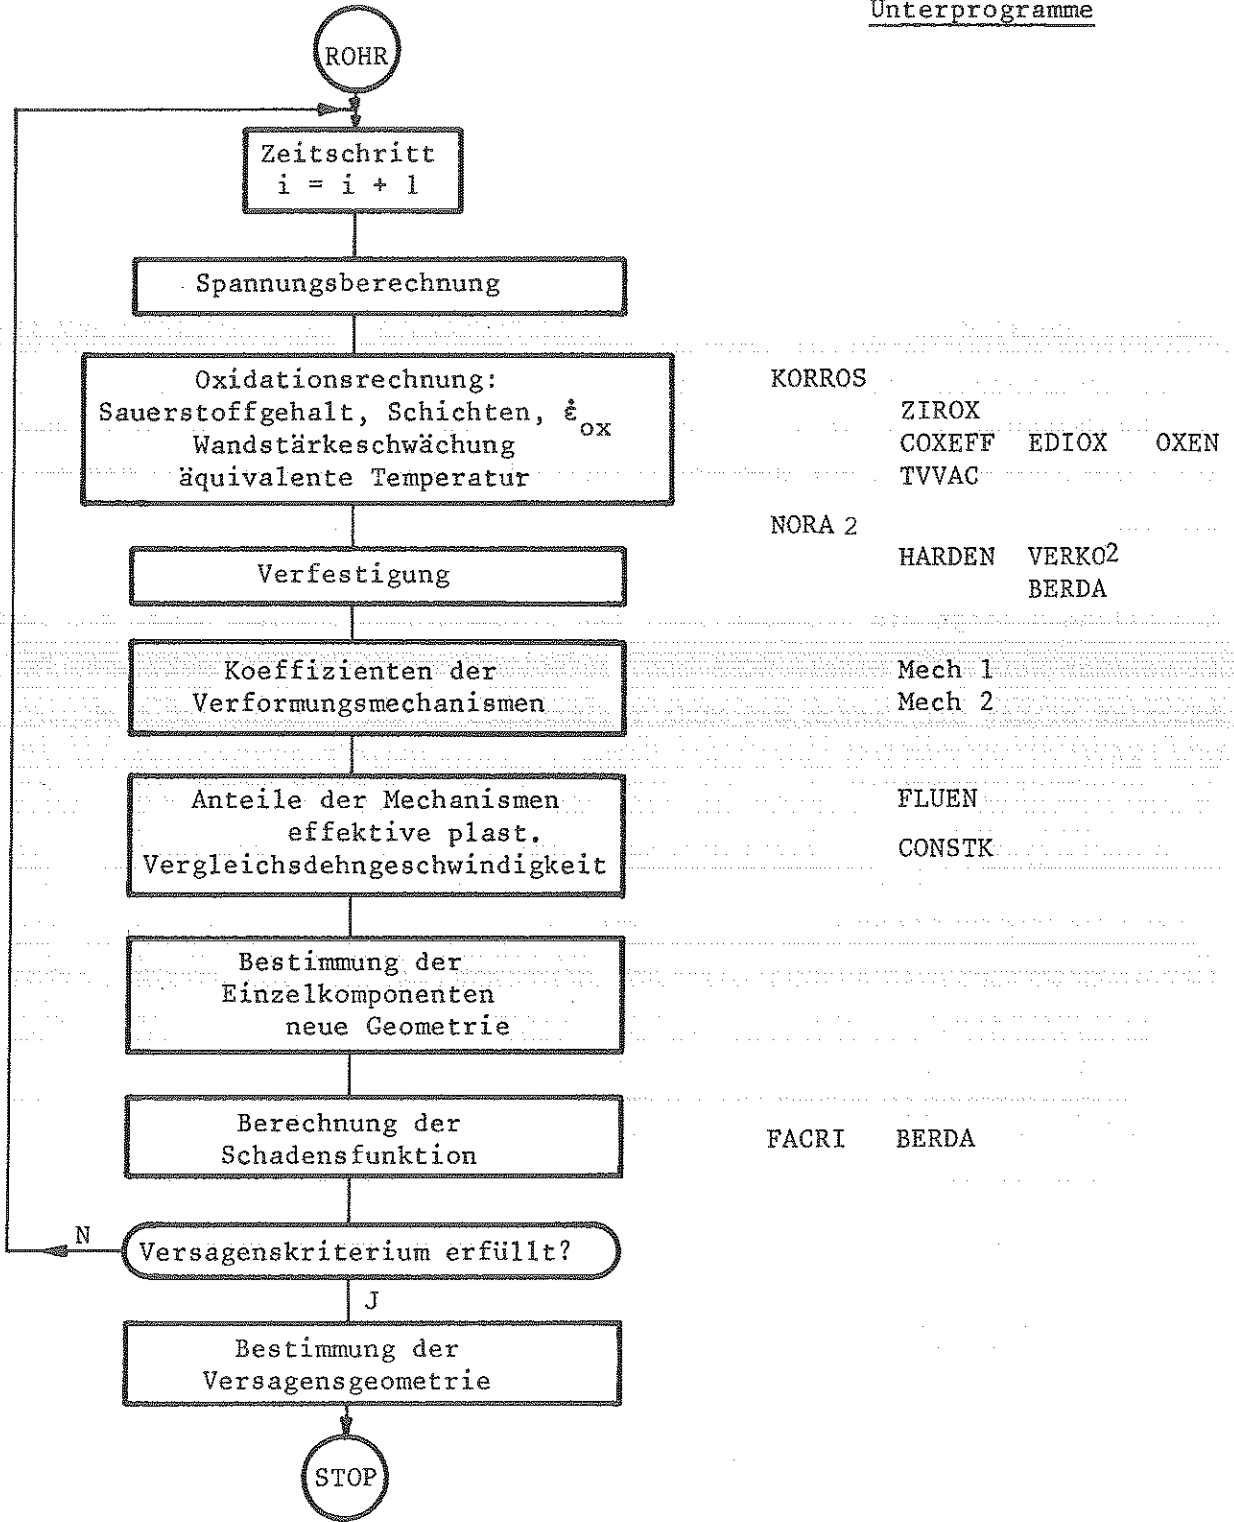 Unterprogramme
ROHR
Zeitschritt
i = i + 1
Spannungsberechnung
Oxidationsrechnung:
Sauerstoffgehalt, Schichten, ε̇ox
Wandstärkeschwächung
äquivalente Temperatur
KORROS
ZIROX
COXEFF EDIOX OXEN
TVVAC
NORA 2
HARDEN VERKO2
BERDA
Verfestigung
Koeffizienten der
Verformungsmechanismen
Mech 1
Mech 2
Anteile der Mechanismen
effektive plast.
Vergleichsdehngeschwindigkeit
FLUEN
CONSTK
Bestimmung der
Einzelkomponenten
neue Geometrie
Berechnung der
Schadensfunktion
FACRI BERDA
N
Versagenskriterium erfüllt?
J
Bestimmung der
Versagensgeometrie
STOP